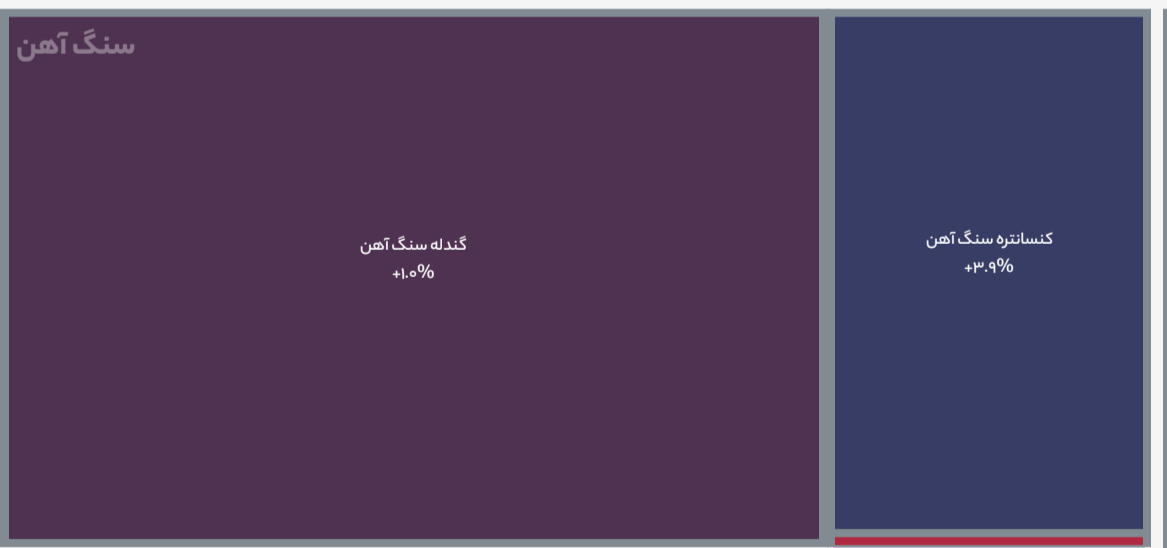 سنگ آهن
گندله سنگ آهن
+۱.۰%
کنسانتره سنگ آهن
+۳.۹%